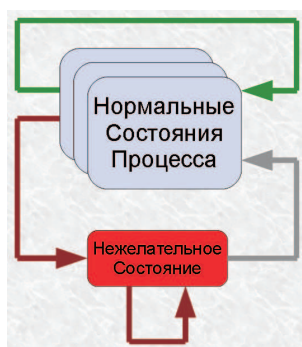 Нормальные
Состояния
Процесса
Нежелательное
Состояние